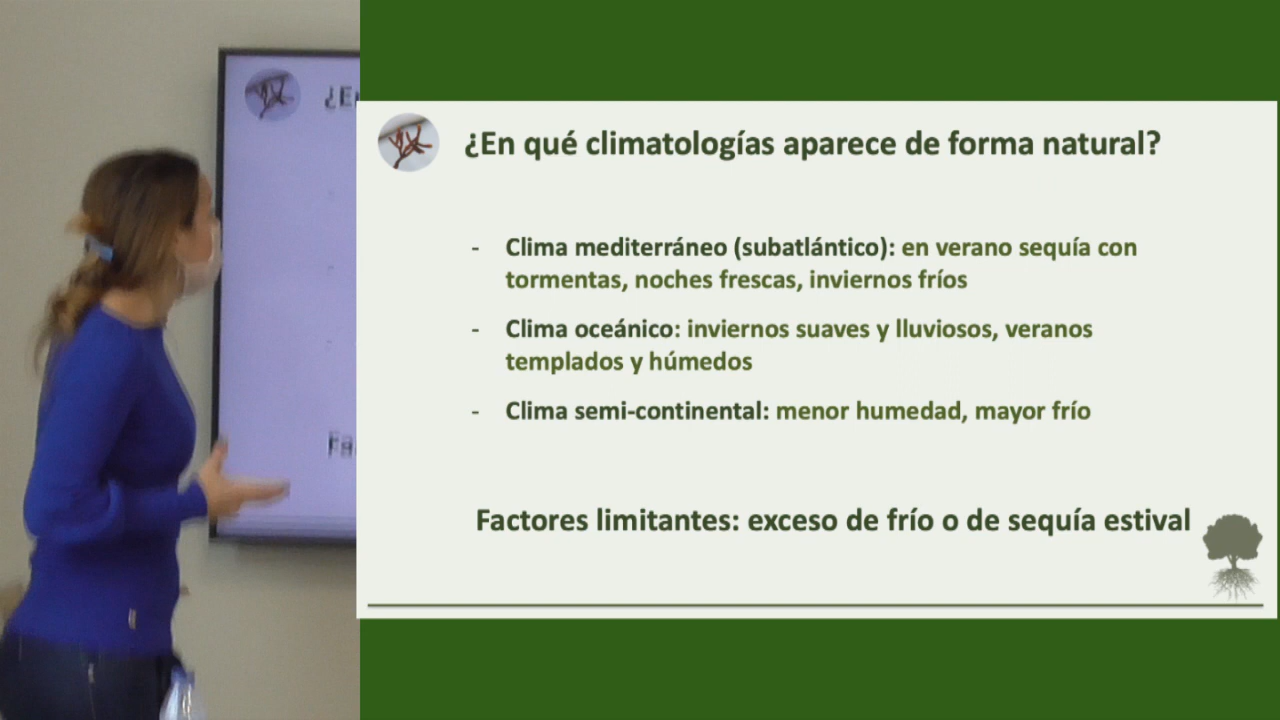 ¿En
¿En qué climatologías aparece de forma natural?
- Clima mediterráneo (subatlántico): en verano sequía con
tormentas, noches frescas, inviernos fríos
- Clima oceánico: inviernos suaves y lluviosos, veranos
templados y húmedos
- Clima semi-continental: menor humedad, mayor frío
Fa
Factores limitantes: exceso de frío o de sequía estival